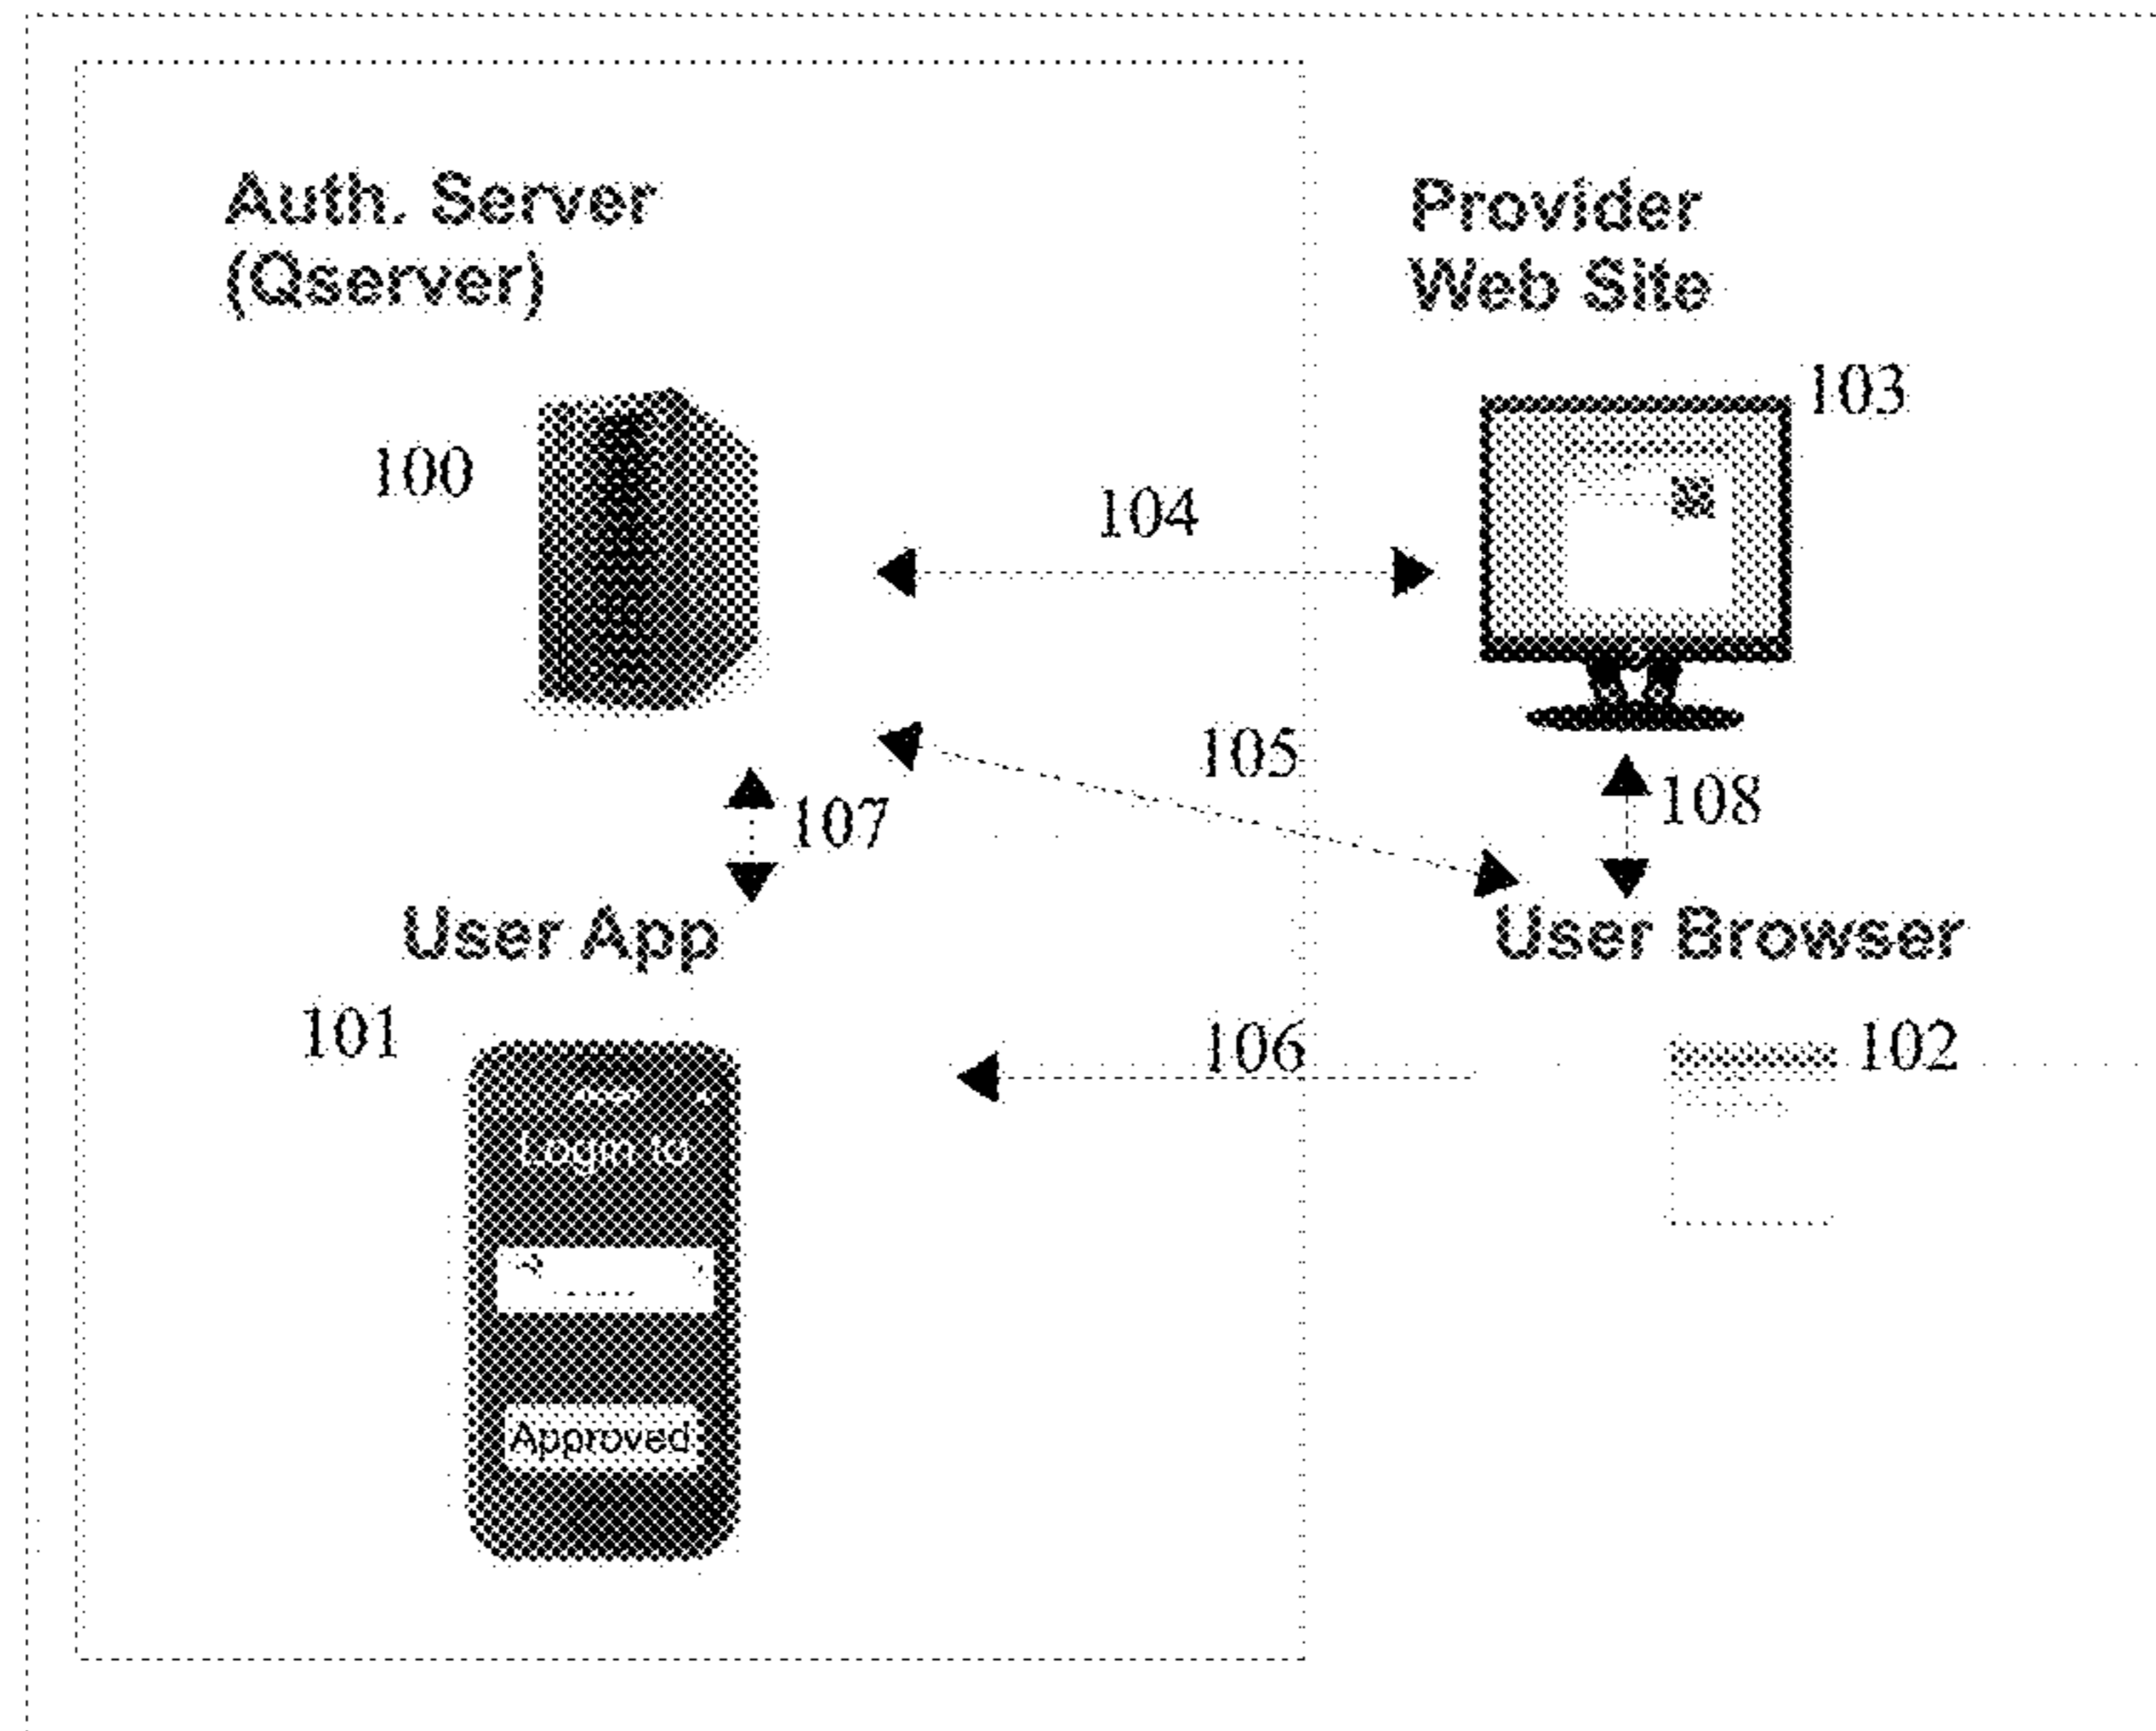 Auth. Server
(Qserver)
Provider
Web Site
103
100
104
105
108
107
User App
User Browser
101
106
102
Login to
Approved